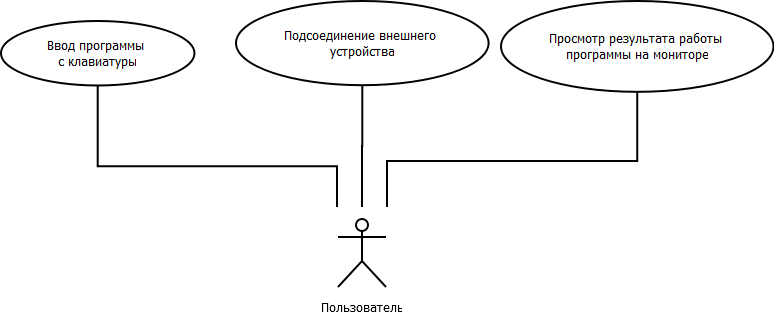 Ввод программы
с клавиатуры
Подсоединение внешнего
устройства
Просмотр результата работы
программы на мониторе
Пользователь